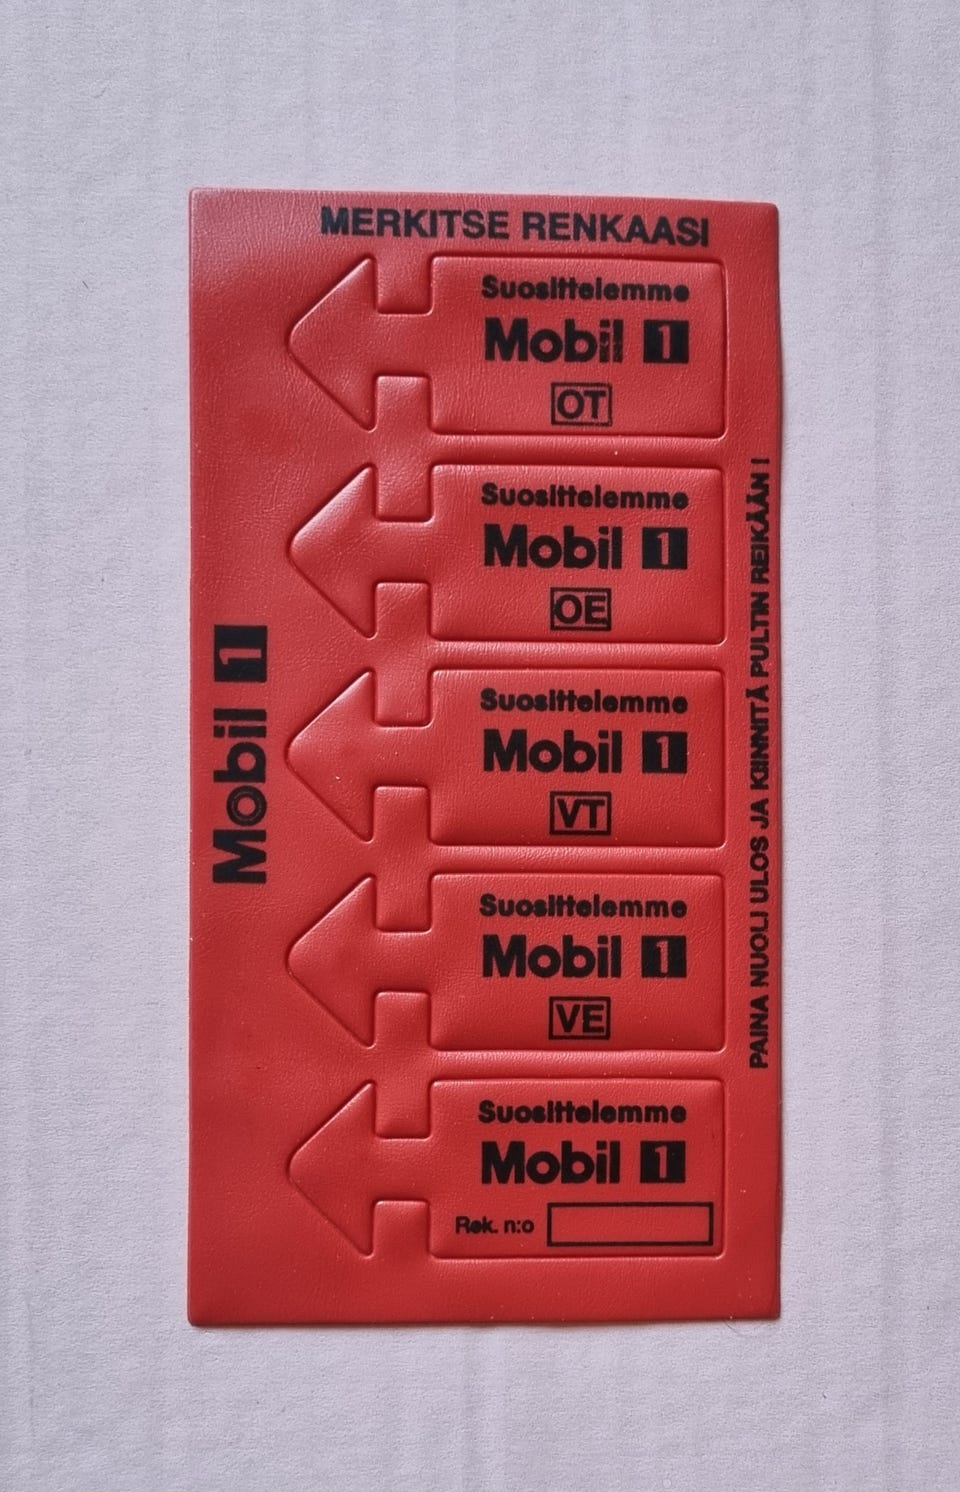 MERKITSE RENKAASI
Suosittelemme
Mobil 1
OT
Suosittelemme
Mobil 1
OE
Suosittelemme
Mobil 1
VT
Suosittelemme
Mobil 1
VE
Suosittelemme
Mobil 1
Rek. n:o
Mobil 1
PAINA NUOLI ULOS JA KIINNITÄ PULTIN REIKÄÄN !